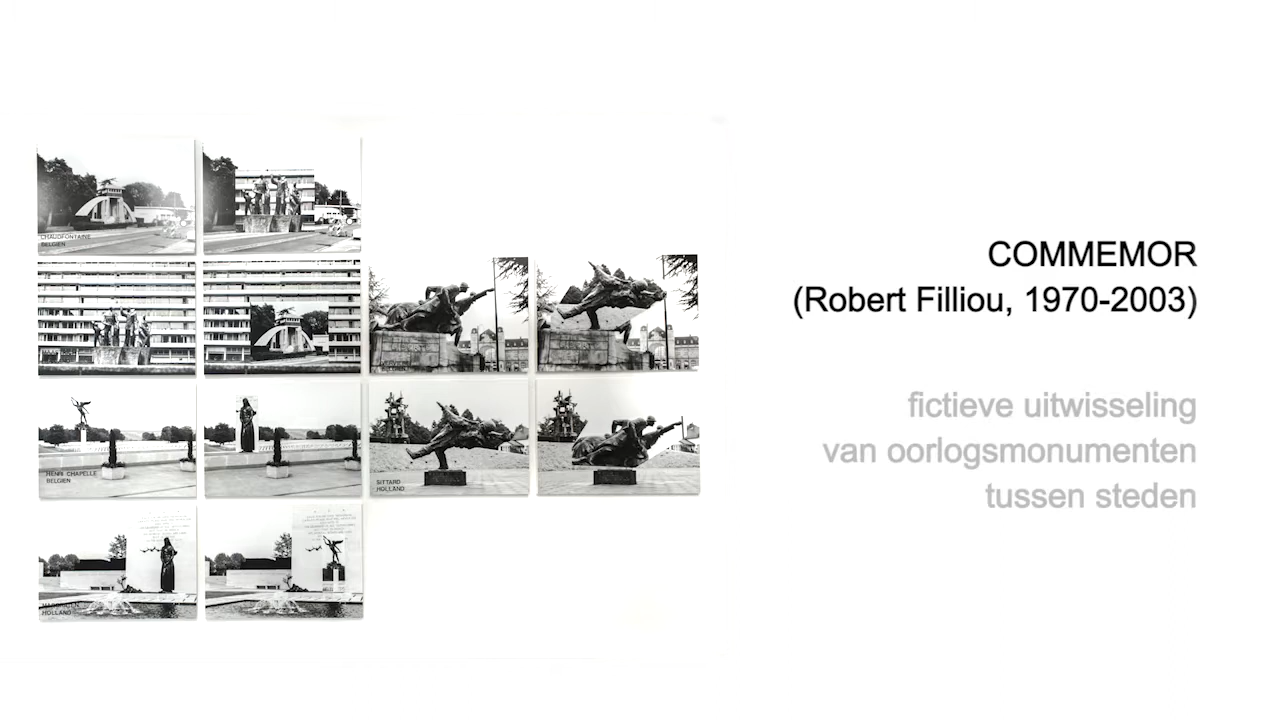 CHAUDFONTAINE
BELGIEN
HENRI CHAPELLE
BELGIEN
SITTARD
HOLLAND
HOLLAND
COMMEMOR
(Robert Filliou, 1970-2003)
fictieve uitwisseling
van oorlogsmonumenten
tussen steden